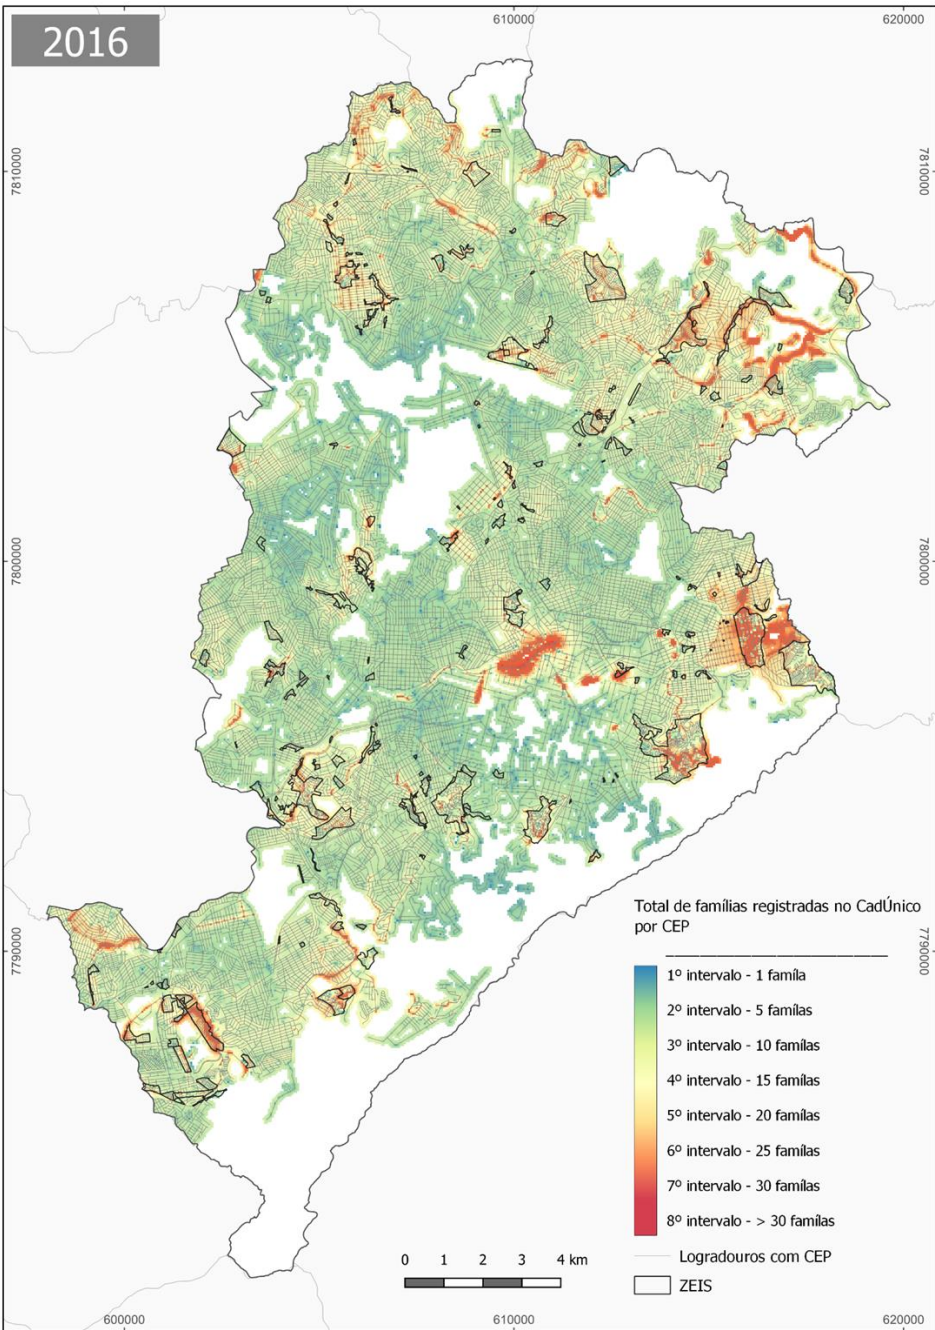 2016
610000
620000
7810000
7810000
7800000
7800000
7790000
7790000
Total de famílias registradas no CadÚnico
por CEP
1º intervalo - 1 famíla
2º intervalo - 5 famílas
3º intervalo - 10 famílas
4º intervalo - 15 famílas
5º intervalo - 20 famílas
6º intervalo - 25 famílas
7º intervalo - 30 famílas
8º intervalo - > 30 famílas
Logradouros com CEP
ZEIS
0 1 2 3 4 km
600000
610000
620000